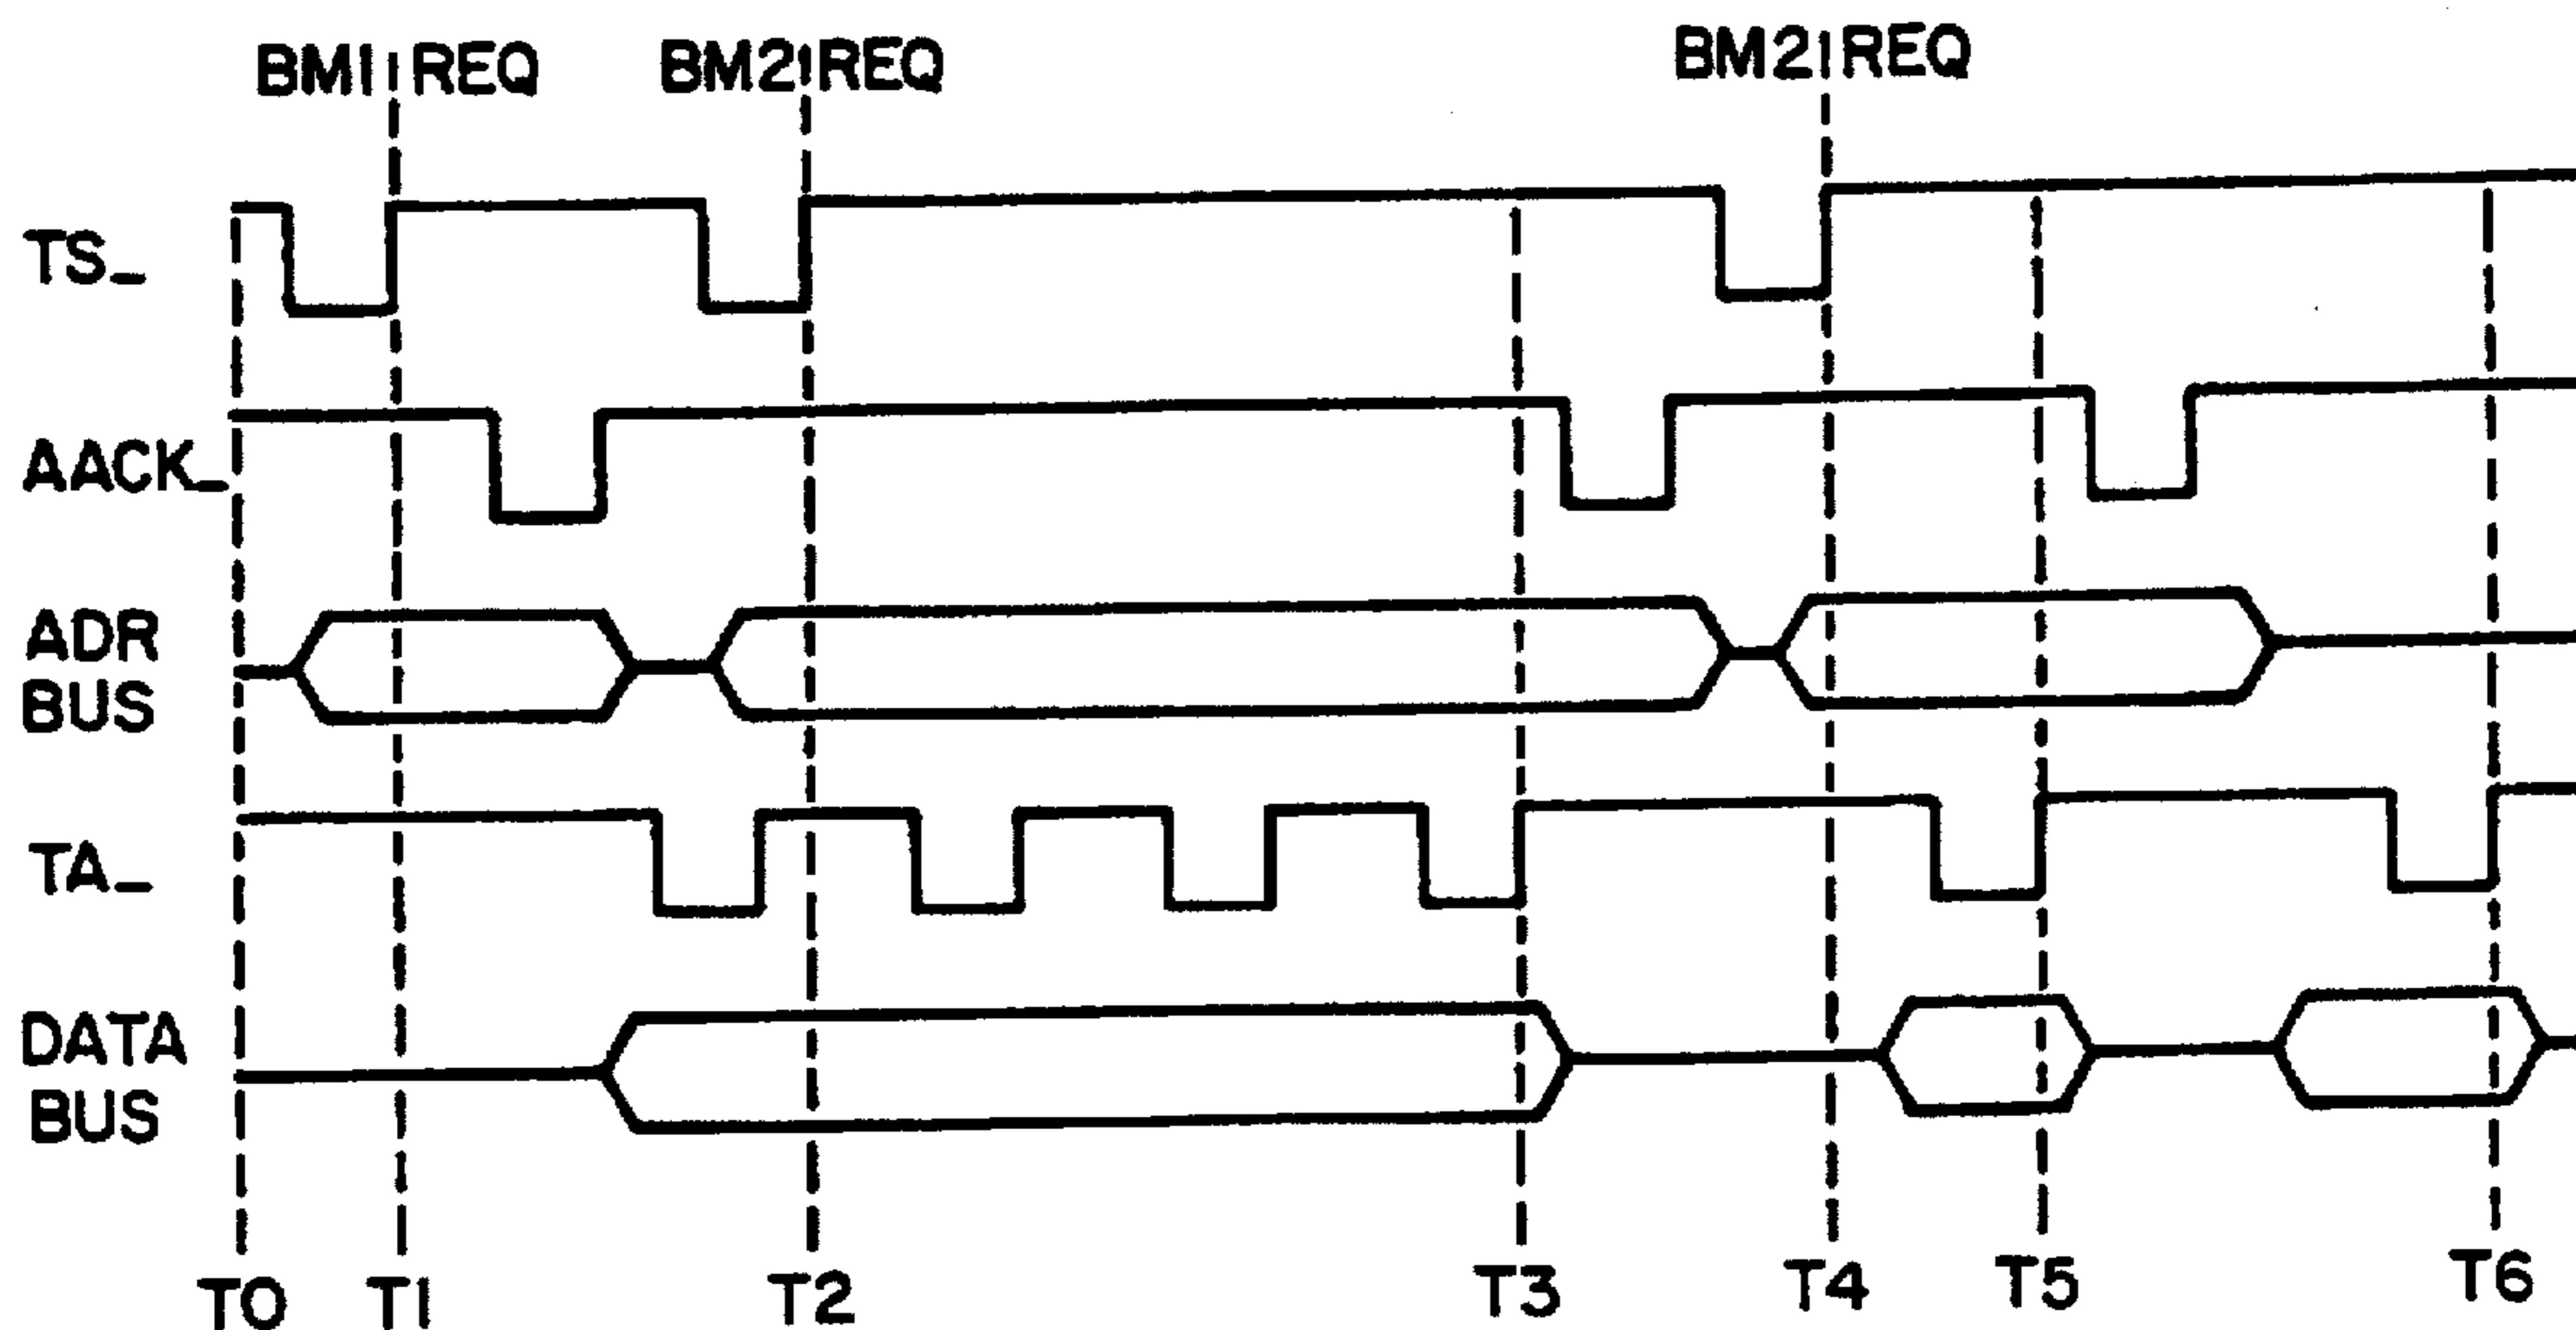 BM1 REQ
BM2 REQ
BM2 REQ
TS_
AACK_
ADR
BUS
TA_
DATA
BUS
T0
T1
T2
T3
T4
T5
T6